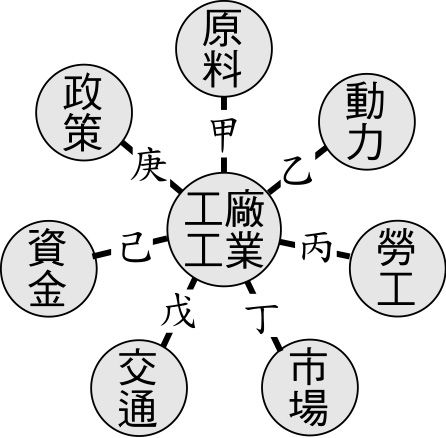 原料
政策
動力
甲
庚
乙
工廠
工業
資金
己
丙
勞工
戊
丁
交通
市場